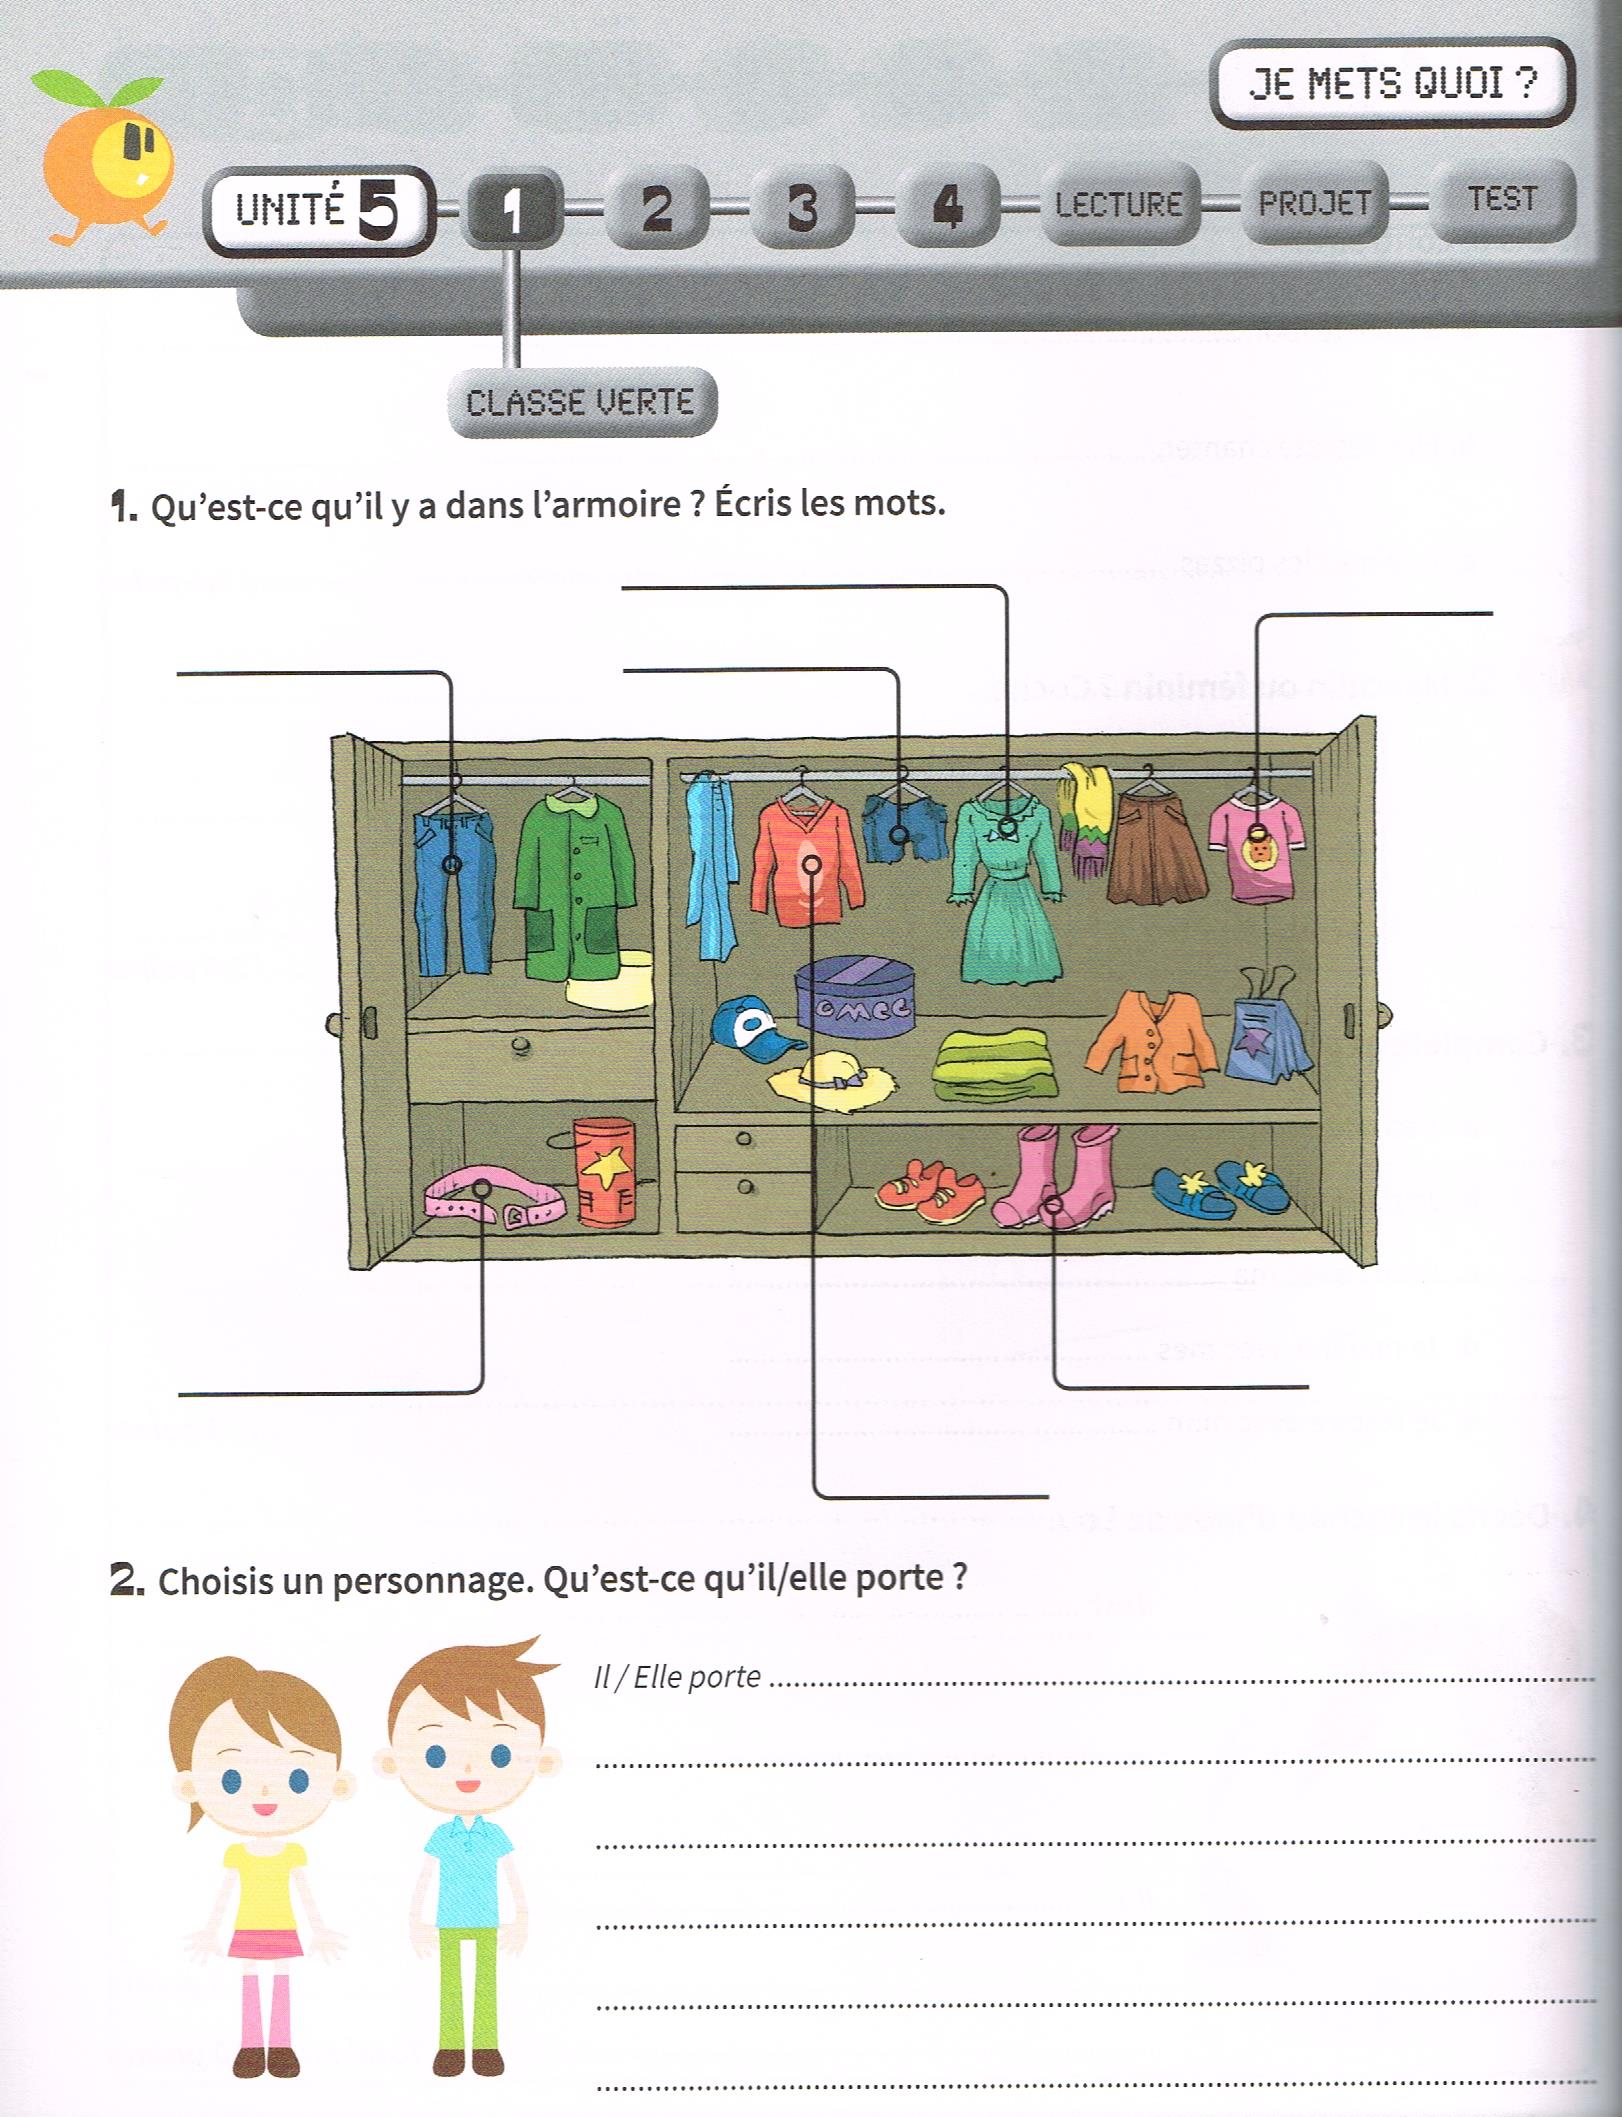 JE METS QUOI ?
UNITÉ 5 1 2 3 4 LECTURE PROJET TEST
CLASSE VERTE
1. Qu'est-ce qu'il y a dans l'armoire ? Écris les mots.
2. Choisis un personnage. Qu'est-ce qu'il/elle porte ?
Il / Elle porte